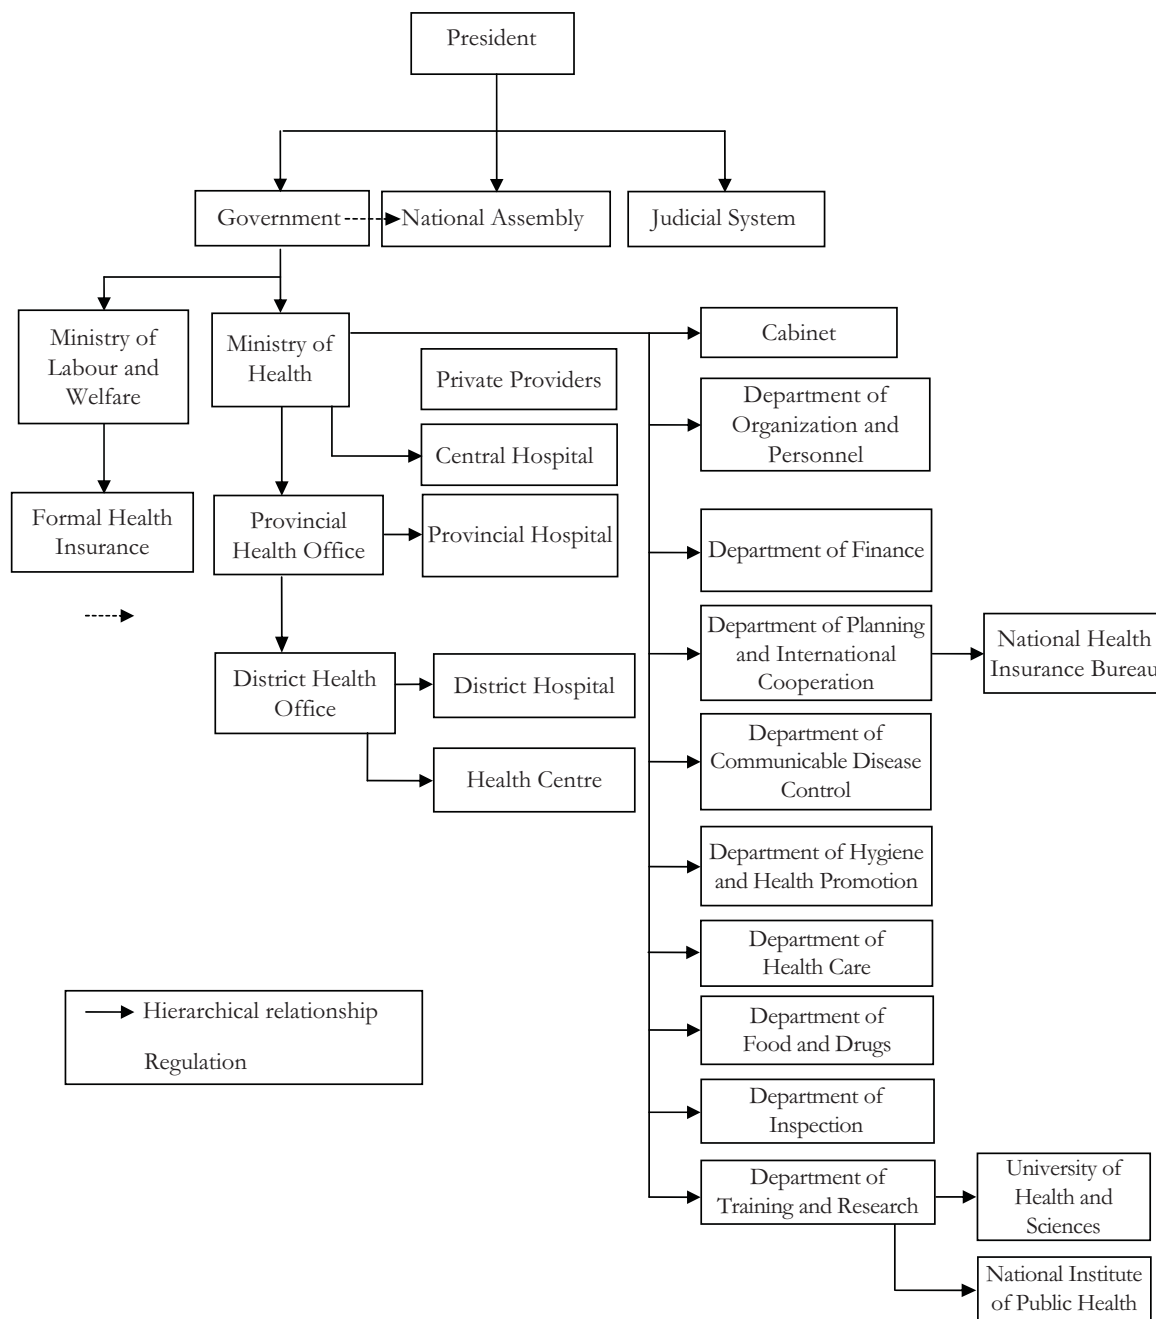 President
Government
National Assembly
Judicial System
Ministry of
Labour and
Welfare
Ministry of
Health
Cabinet
Private Providers
Department of
Organization and
Personnel
Central Hospital
Formal Health
Insurance
Provincial
Health Office
Provincial Hospital
Department of Finance
Department of Planning
and International
Cooperation
National Health
Insurance Bureau
District Health
Office
District Hospital
Department of
Communicable Disease
Control
Health Centre
Department of Hygiene
and Health Promotion
Department of
Health Care
Hierarchical relationship
Regulation
Department of
Food and Drugs
Department of
Inspection
Department of
Training and Research
University of
Health and
Sciences
National Institute
of Public Health